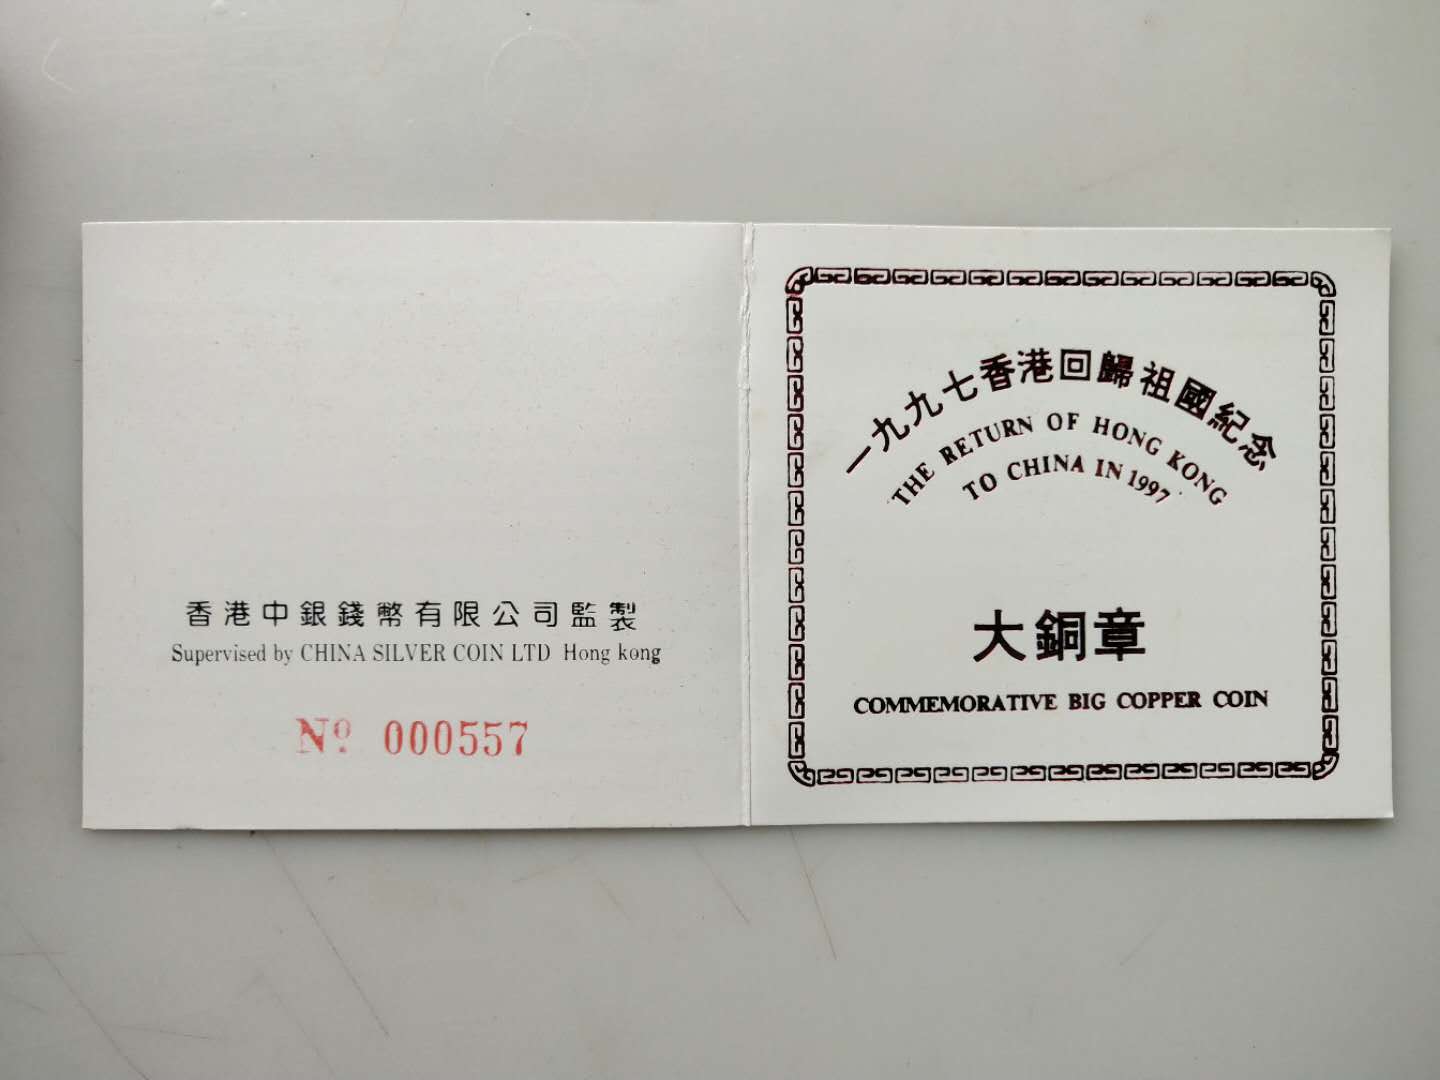 香港中銀錢幣有限公司監製
Supervised by CHINA SILVER COIN LTD Hong kong
Nº 000557
一九九七香港回歸祖國紀念
THE RETURN OF HONG KONG
TO CHINA IN 1997
大銅章
COMMEMORATIVE BIG COPPER COIN